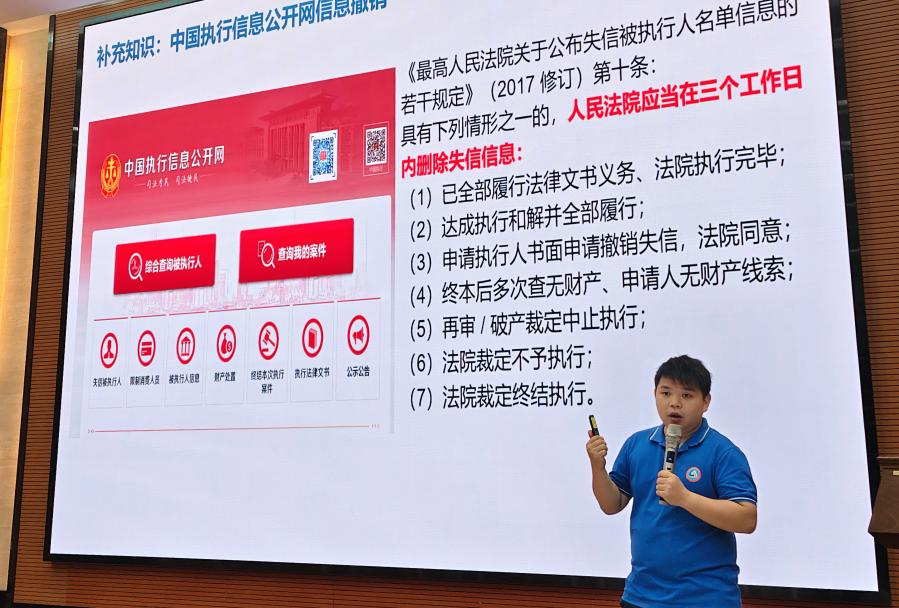 补充知识：中国执行信息公开网信息撤销
《最高人民法院关于公布失信被执行人名单信息的
若干规定》（2017 修订）第十条：
具有下列情形之一的，人民法院应当在三个工作日
内删除失信信息：
（1）已全部履行法律文书义务、法院执行完毕；
（2）达成执行和解并全部履行；
（3）申请执行人书面申请撤销失信，法院同意；
（4）终本后多次查无财产、申请人无财产线索；
（5）再审 / 破产裁定中止执行；
（6）法院裁定不予执行；
（7）法院裁定终结执行。
中国执行信息公开网
司法为民 司法便民
综合查询被执行人
查询我的案件
失信被执行人
限制消费人员
被执行人信息
财产处置
终结本次执行
案件
执行法律文书
公示公告